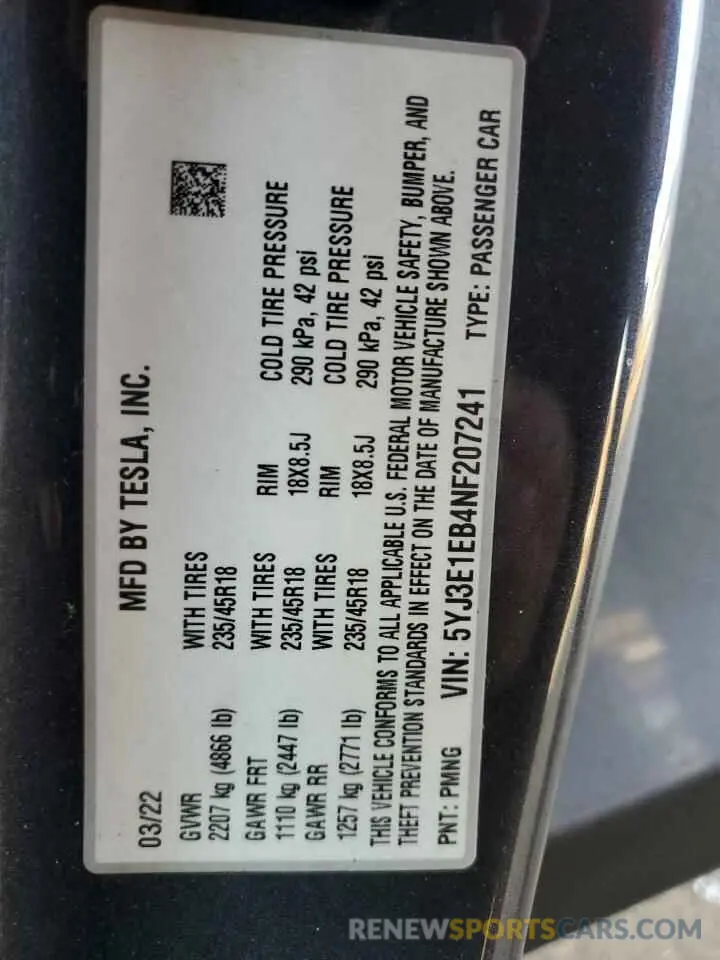 MFD BY TESLA, INC.
03/22
GVWR WITH TIRES
2207 kg (4866 lb) 235/45R18
GAWR FRT WITH TIRES RIM COLD TIRE PRESSURE
1110 kg (2447 lb) 235/45R18 18X8.5J 290 kPa, 42 psi
GAWR RR WITH TIRES RIM COLD TIRE PRESSURE
1257 kg (2771 lb) 235/45R18 18X8.5J 290 kPa, 42 psi
THIS VEHICLE CONFORMS TO ALL APPLICABLE U.S. FEDERAL MOTOR VEHICLE SAFETY, BUMPER, AND
THEFT PREVENTION STANDARDS IN EFFECT ON THE DATE OF MANUFACTURE SHOWN ABOVE.
PNT: PMNG VIN: 5YJ3E1EB4NF207241 TYPE: PASSENGER CAR
RENEWSPORTSCARS.COM